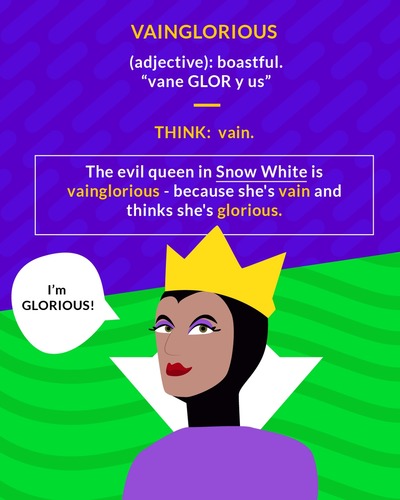 VAINGLORIOUS
(adjective): boastful.
“vane GLOR y us”
THINK: vain.
The evil queen in Snow White is
vainglorious - because she's vain and
thinks she's glorious.
I’m
GLORIOUS!